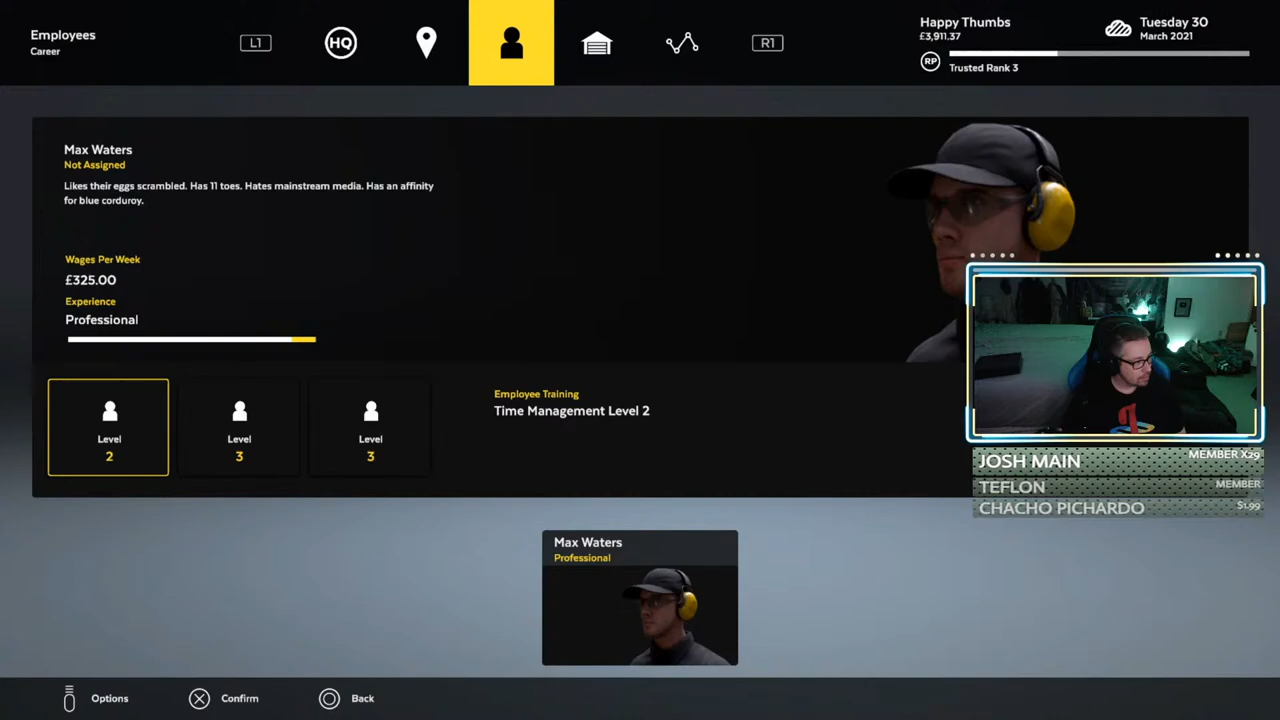 Employees
Career
L1
HQ
R1
Happy Thumbs
£3,911.37
RP
Trusted Rank 3
Tuesday 30
March 2021
Max Waters
Not Assigned
Likes their eggs scrambled. Has 11 toes. Hates mainstream media. Has an affinity
for blue corduroy.
Wages Per Week
£325.00
Experience
Professional
Level
2
Level
3
Level
3
Employee Training
Time Management Level 2
JOSH MAIN MEMBER X29
TEFLON MEMBER
CHACHO PICHARDO $1.99
Max Waters
Professional
Options
Confirm
Back